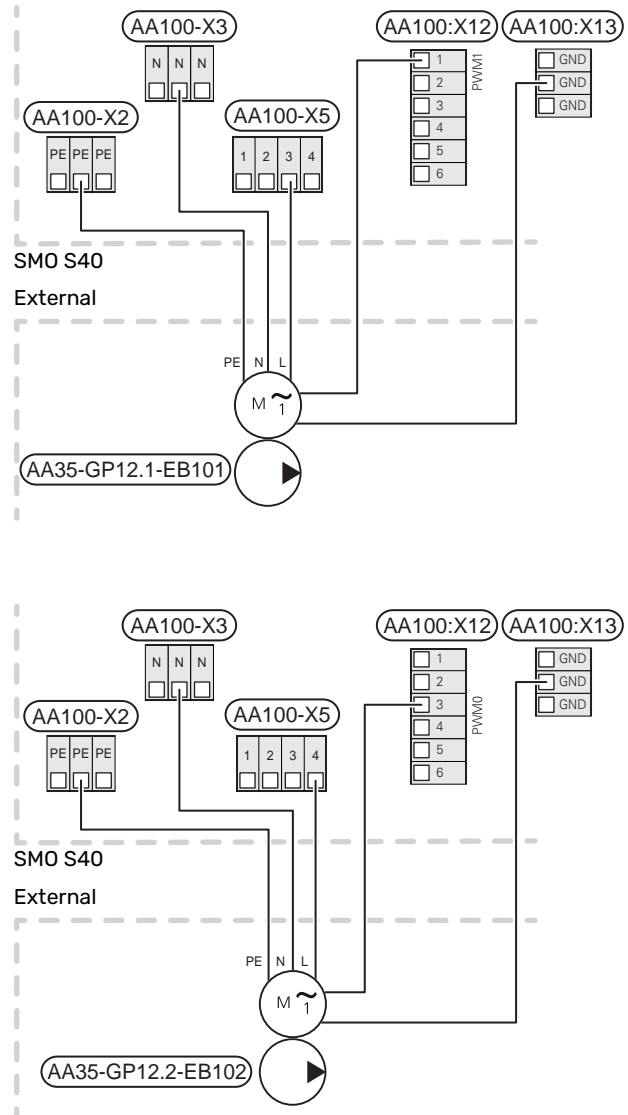 AA100-X3
AA100:X12
AA100:X13
N N N
1
2
3
4
5
6
PWM1
GND
GND
GND
AA100-X2
AA100-X5
PE PE PE
1 2 3 4
SMO S40
External
PE N L
M ~
1
AA35-GP12.1-EB101
AA100-X3
AA100:X12
AA100:X13
N N N
1
2
3
4
5
6
PWM0
GND
GND
GND
AA100-X2
AA100-X5
PE PE PE
1 2 3 4
SMO S40
External
PE N L
M ~
1
AA35-GP12.2-EB102